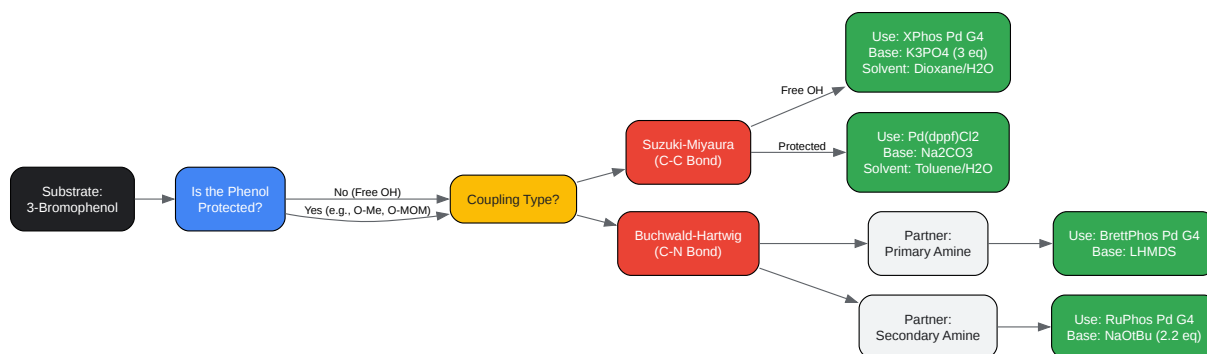 Substrate:
3-Bromophenol
Is the Phenol
Protected?
No (Free OH)
Yes (e.g., O-Me, O-MOM)
Coupling Type?
Suzuki-Miyaura
(C-C Bond)
Free OH
Protected
Use: XPhos Pd G4
Base: K3PO4 (3 eq)
Solvent: Dioxane/H2O
Use: Pd(dppf)Cl2
Base: Na2CO3
Solvent: Toluene/H2O
Buchwald-Hartwig
(C-N Bond)
Partner:
Primary Amine
Use: BrettPhos Pd G4
Base: LHMDS
Partner:
Secondary Amine
Use: RuPhos Pd G4
Base: NaOtBu (2.2 eq)